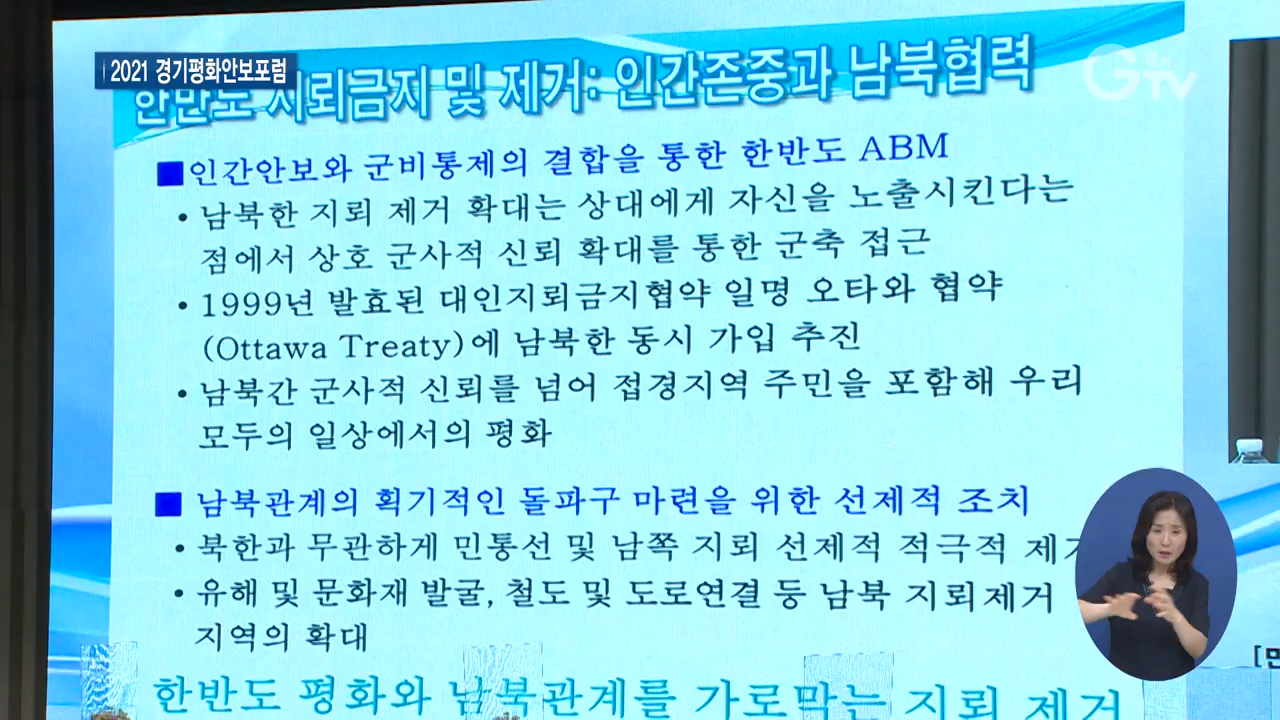 2021 경기평화안보포럼
GTV
한반도 지뢰금지 및 제거: 인간존중과 남북협력
■인간안보와 군비통제의 결합을 통한 한반도 ABM
• 남북한 지뢰 제거 확대는 상대에게 자신을 노출시킨다는
점에서 상호 군사적 신뢰 확대를 통한 군축 접근
• 1999년 발효된 대인지뢰금지협약 일명 오타와 협약
(Ottawa Treaty)에 남북한 동시 가입 추진
• 남북간 군사적 신뢰를 넘어 접경지역 주민을 포함해 우리
모두의 일상에서의 평화
■ 남북관계의 획기적인 돌파구 마련을 위한 선제적 조치
• 북한과 무관하게 민통선 및 남쪽 지뢰 선제적 적극적
• 유해 및 문화재 발굴, 철도 및 도로연결 등 남북 지뢰제거
지역의 확대
한반도 평화와 남북관계를 가로막는 지뢰 제거